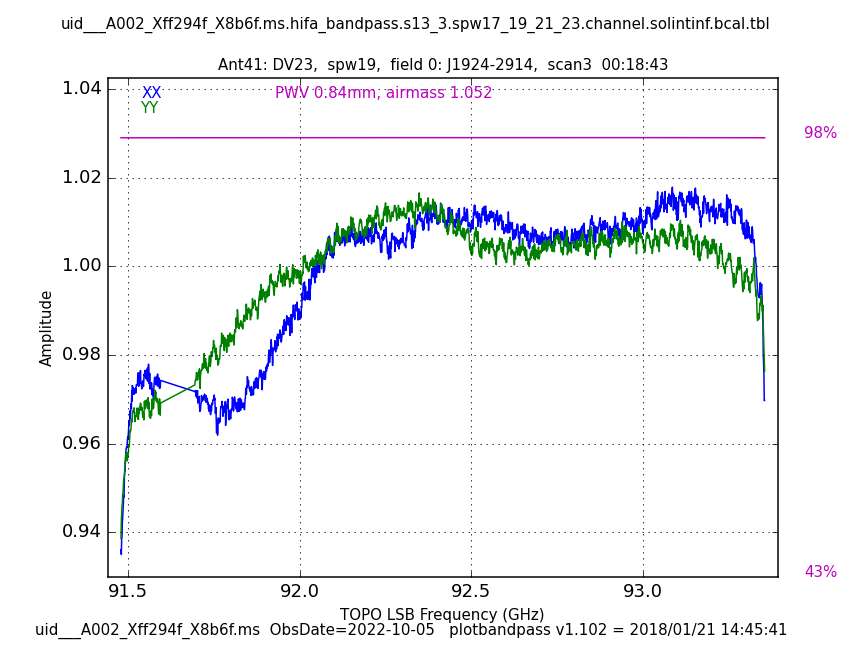 uid___A002_Xff294f_X8b6f.ms.hifa_bandpass.s13_3.spw17_19_21_23.channel.solintinf.bcal.tbl
Ant41: DV23, spw19, field 0: J1924-2914, scan3 00:18:43
1.04
XX
PWV 0.84mm, airmass 1.052
YY
98%
1.02
1.00
Amplitude
0.98
0.96
0.94
43%
91.5 92.0 92.5 93.0
TOPO LSB Frequency (GHz)
uid___A002_Xff294f_X8b6f.ms ObsDate=2022-10-05 plotbandpass v1.102 = 2018/01/21 14:45:41